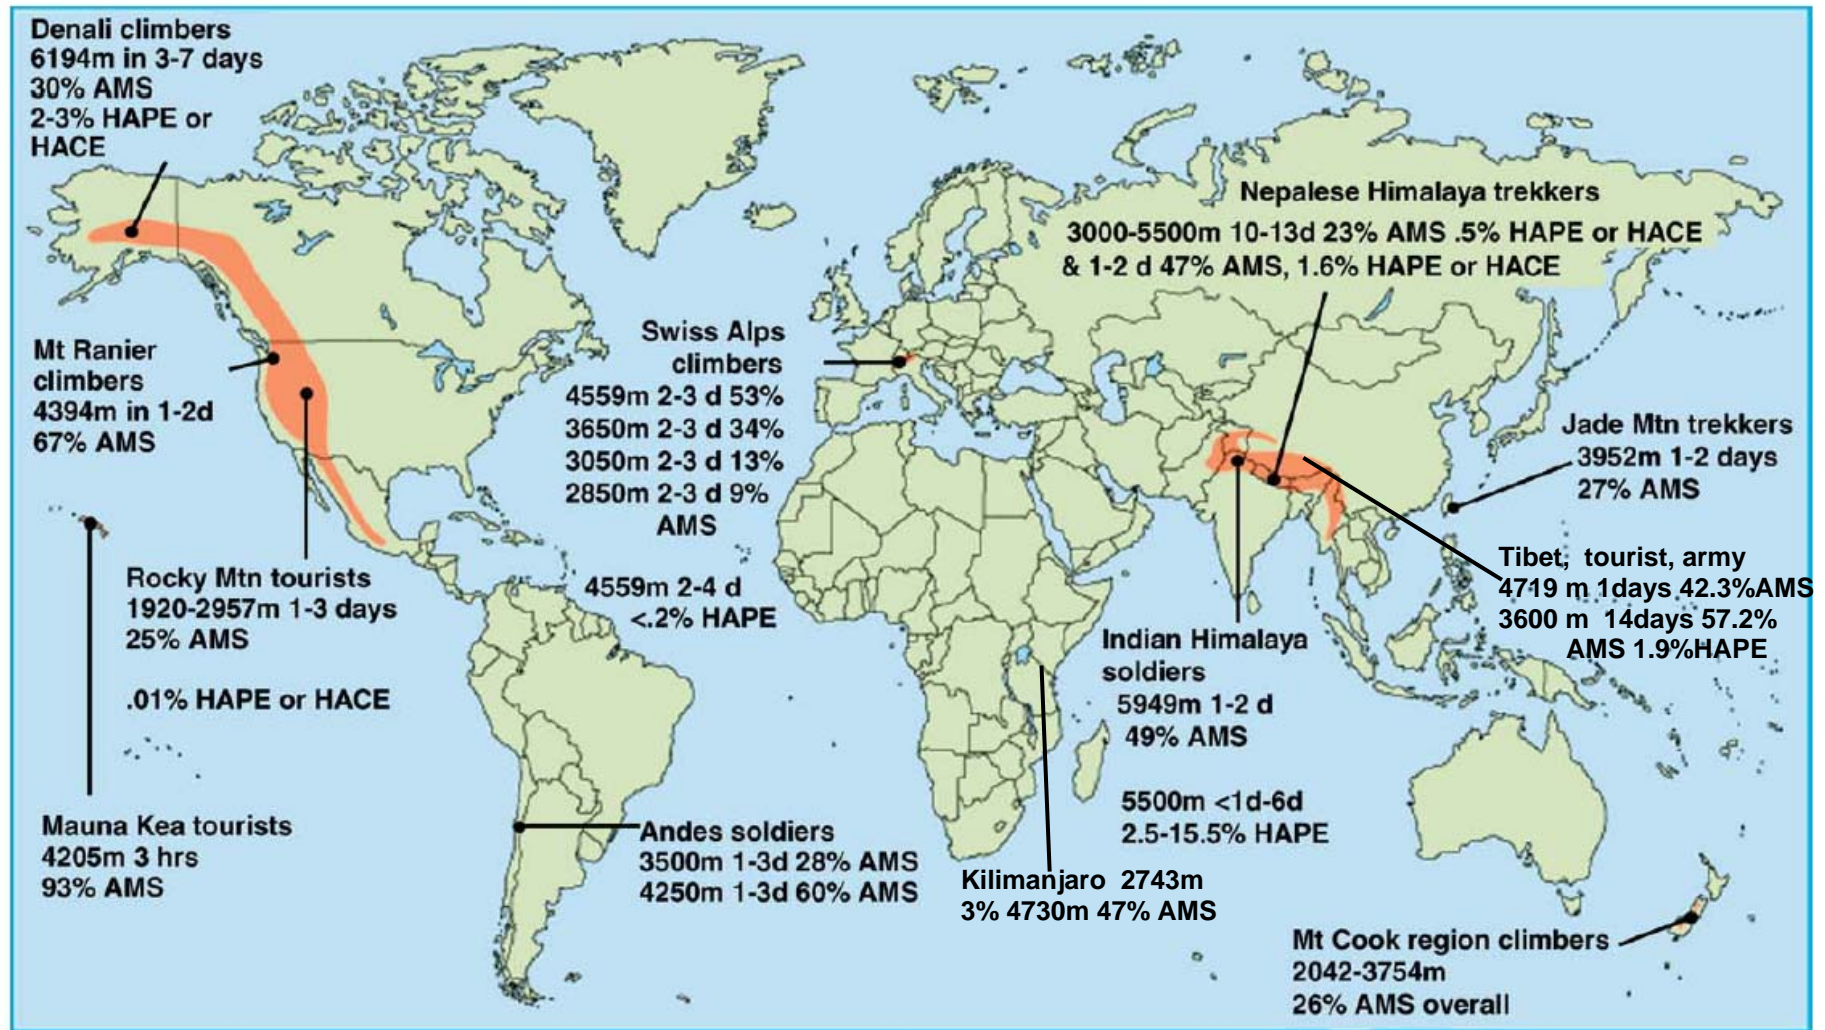 Denali climbers
6194m in 3-7 days
30% AMS
2-3% HAPE or
HACE
Nepalese Himalaya trekkers
3000-5500m 10-13d 23% AMS .5% HAPE or HACE
& 1-2 d 47% AMS, 1.6% HAPE or HACE
Mt Ranier
climbers
4394m in 1-2d
67% AMS
Swiss Alps
climbers
4559m 2-3 d 53%
3650m 2-3 d 34%
3050m 2-3 d 13%
2850m 2-3 d 9%
AMS
4559m 2-4 d
<.2% HAPE
Jade Mtn trekkers
3952m 1-2 days
27% AMS
Tibet, tourist, army
4719 m 1days 42.3%AMS
3600 m 14days 57.2%
AMS 1.9%HAPE
Rocky Mtn tourists
1920-2957m 1-3 days
25% AMS
.01% HAPE or HACE
Indian Himalaya
soldiers
5949m 1-2 d
49% AMS
5500m <1d-6d
2.5-15.5% HAPE
Mauna Kea tourists
4205m 3 hrs
93% AMS
Andes soldiers
3500m 1-3d 28% AMS
4250m 1-3d 60% AMS
Kilimanjaro 2743m
3% 4730m 47% AMS
Mt Cook region climbers
2042-3754m
26% AMS overall